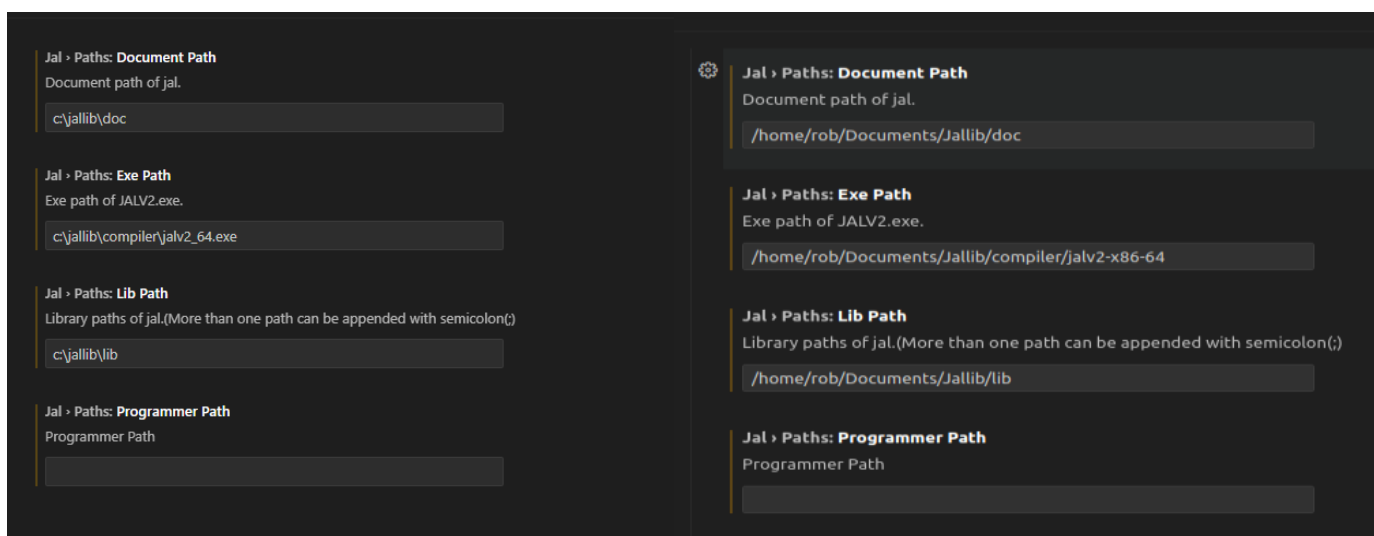 Jal › Paths: Document Path
Document path of jal.
c:\jallib\doc
Jal › Paths: Exe Path
Exe path of JALV2.exe.
c:\jallib\compiler\jalv2_64.exe
Jal › Paths: Lib Path
Library paths of jal.(More than one path can be appended with semicolon(;)
c:\jallib\lib
Jal › Paths: Programmer Path
Programmer Path
Jal › Paths: Document Path
Document path of jal.
/home/rob/Documents/Jallib/doc
Jal › Paths: Exe Path
Exe path of JALV2.exe.
/home/rob/Documents/Jallib/compiler/jalv2-x86-64
Jal › Paths: Lib Path
Library paths of jal.(More than one path can be appended with semicolon(;)
/home/rob/Documents/Jallib/lib
Jal › Paths: Programmer Path
Programmer Path